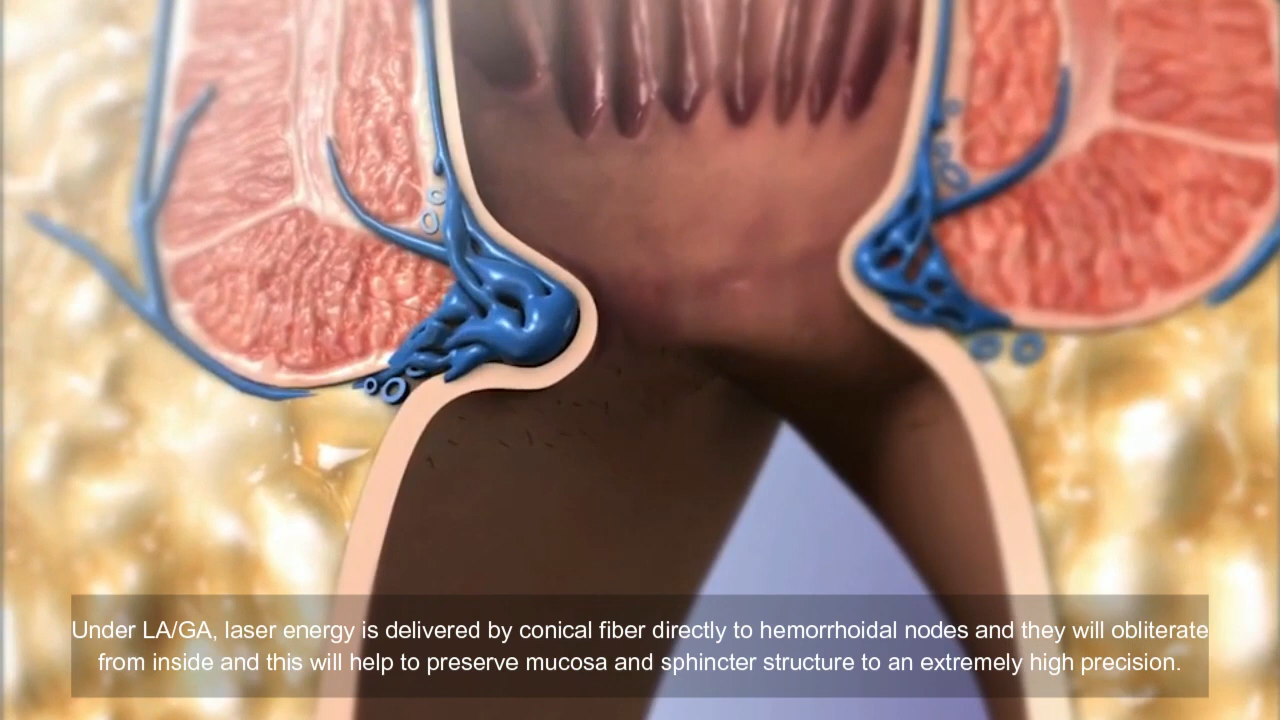 Under LA/GA, laser energy is delivered by conical fiber directly to hemorrhoidal nodes and they will obliterate
from inside and this will help to preserve mucosa and sphincter structure to an extremely high precision.